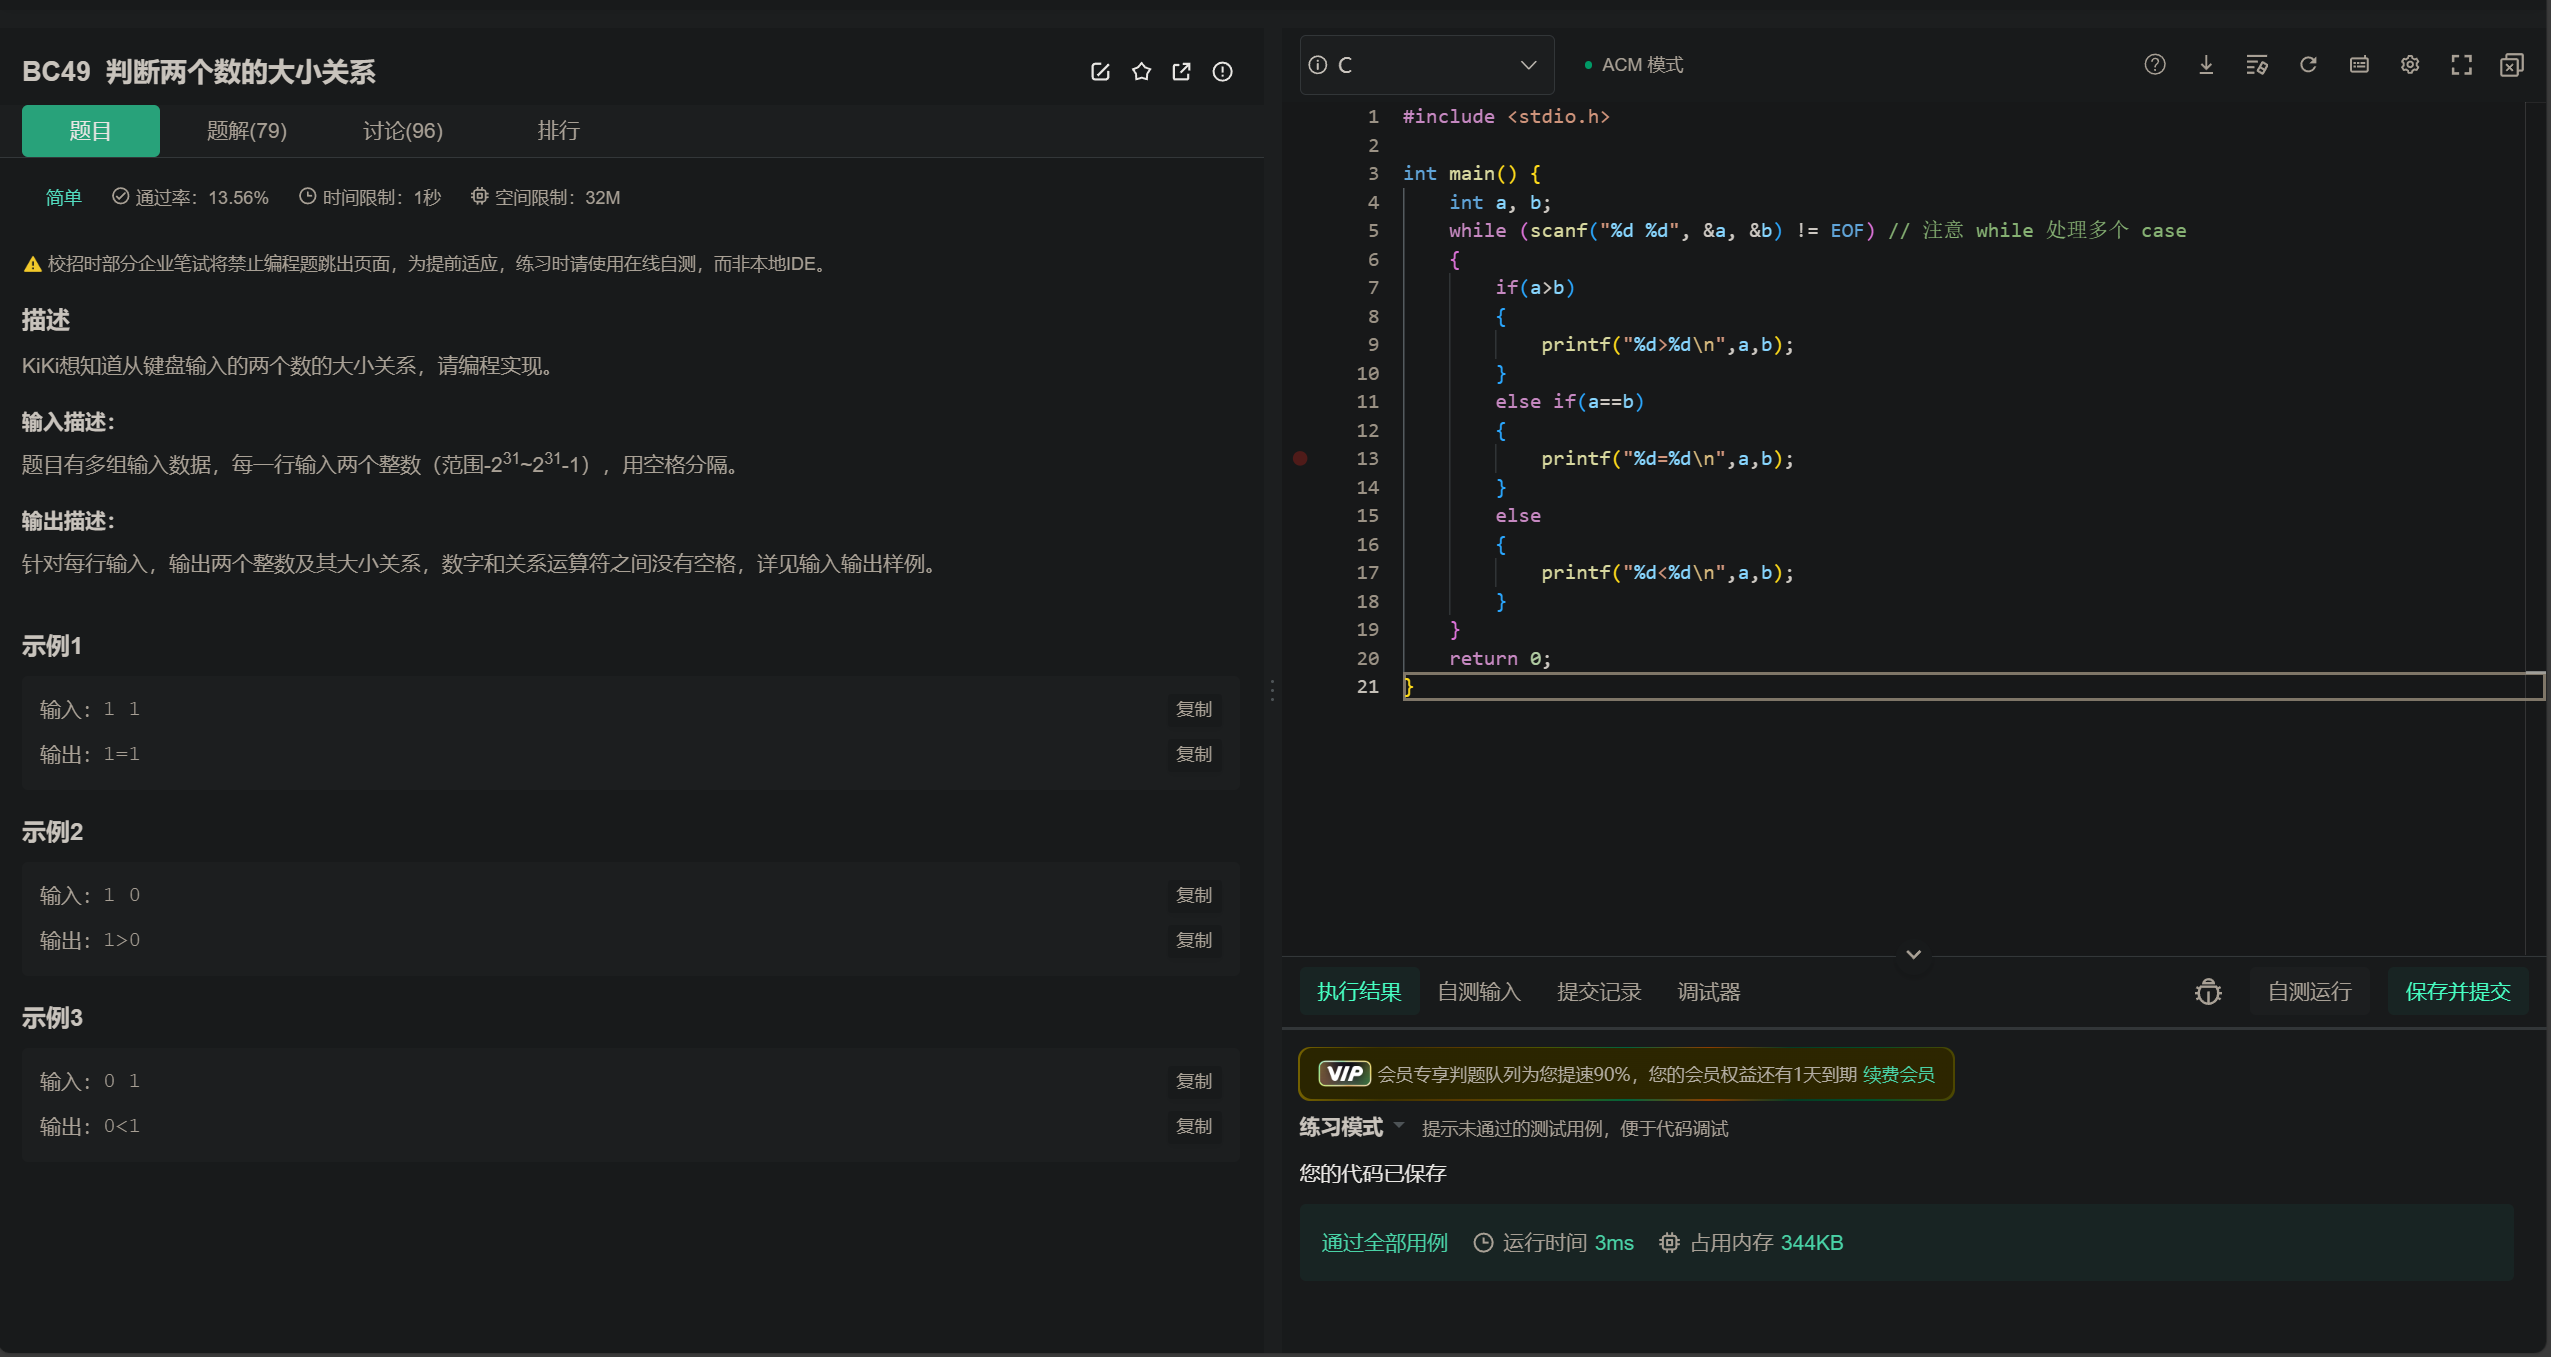 BC49 判断两个数的大小关系
题目 题解(79) 讨论(96) 排行
简单 通过率：13.56% 时间限制：1秒 空间限制：32M
校招时部分企业笔试将禁止编程题跳出页面，为提前适应，练习时请使用在线自测，而非本地IDE。
描述
KiKi想知道从键盘输入的两个数的大小关系，请编程实现。
输入描述：
题目有多组输入数据，每一行输入两个整数（范围-2^31~2^31-1），用空格分隔。
输出描述：
针对每行输入，输出两个整数及其大小关系，数字和关系运算符之间没有空格，详见输入输出样例。
示例1
输入：1 1 复制
输出：1=1 复制
示例2
输入：1 0 复制
输出：1>0 复制
示例3
输入：0 1 复制
输出：0<1 复制
C ACM 模式
1 #include <stdio.h>
2
3 int main() {
4     int a, b;
5     while (scanf("%d %d", &a, &b) != EOF) // 注意 while 处理多个 case
6     {
7         if(a>b)
8         {
9             printf("%d>%d\n",a,b);
10         }
11         else if(a==b)
12         {
13             printf("%d=%d\n",a,b);
14         }
15         else
16         {
17             printf("%d<%d\n",a,b);
18         }
19     }
20     return 0;
21 }
执行结果 自测输入 提交记录 调试器 自测运行 保存并提交
VIP 会员专享判题队列为您提速90%，您的会员权益还有1天到期 续费会员
练习模式 提示未通过的测试用例，便于代码调试
您的代码已保存
通过全部用例 运行时间 3ms 占用内存 344KB